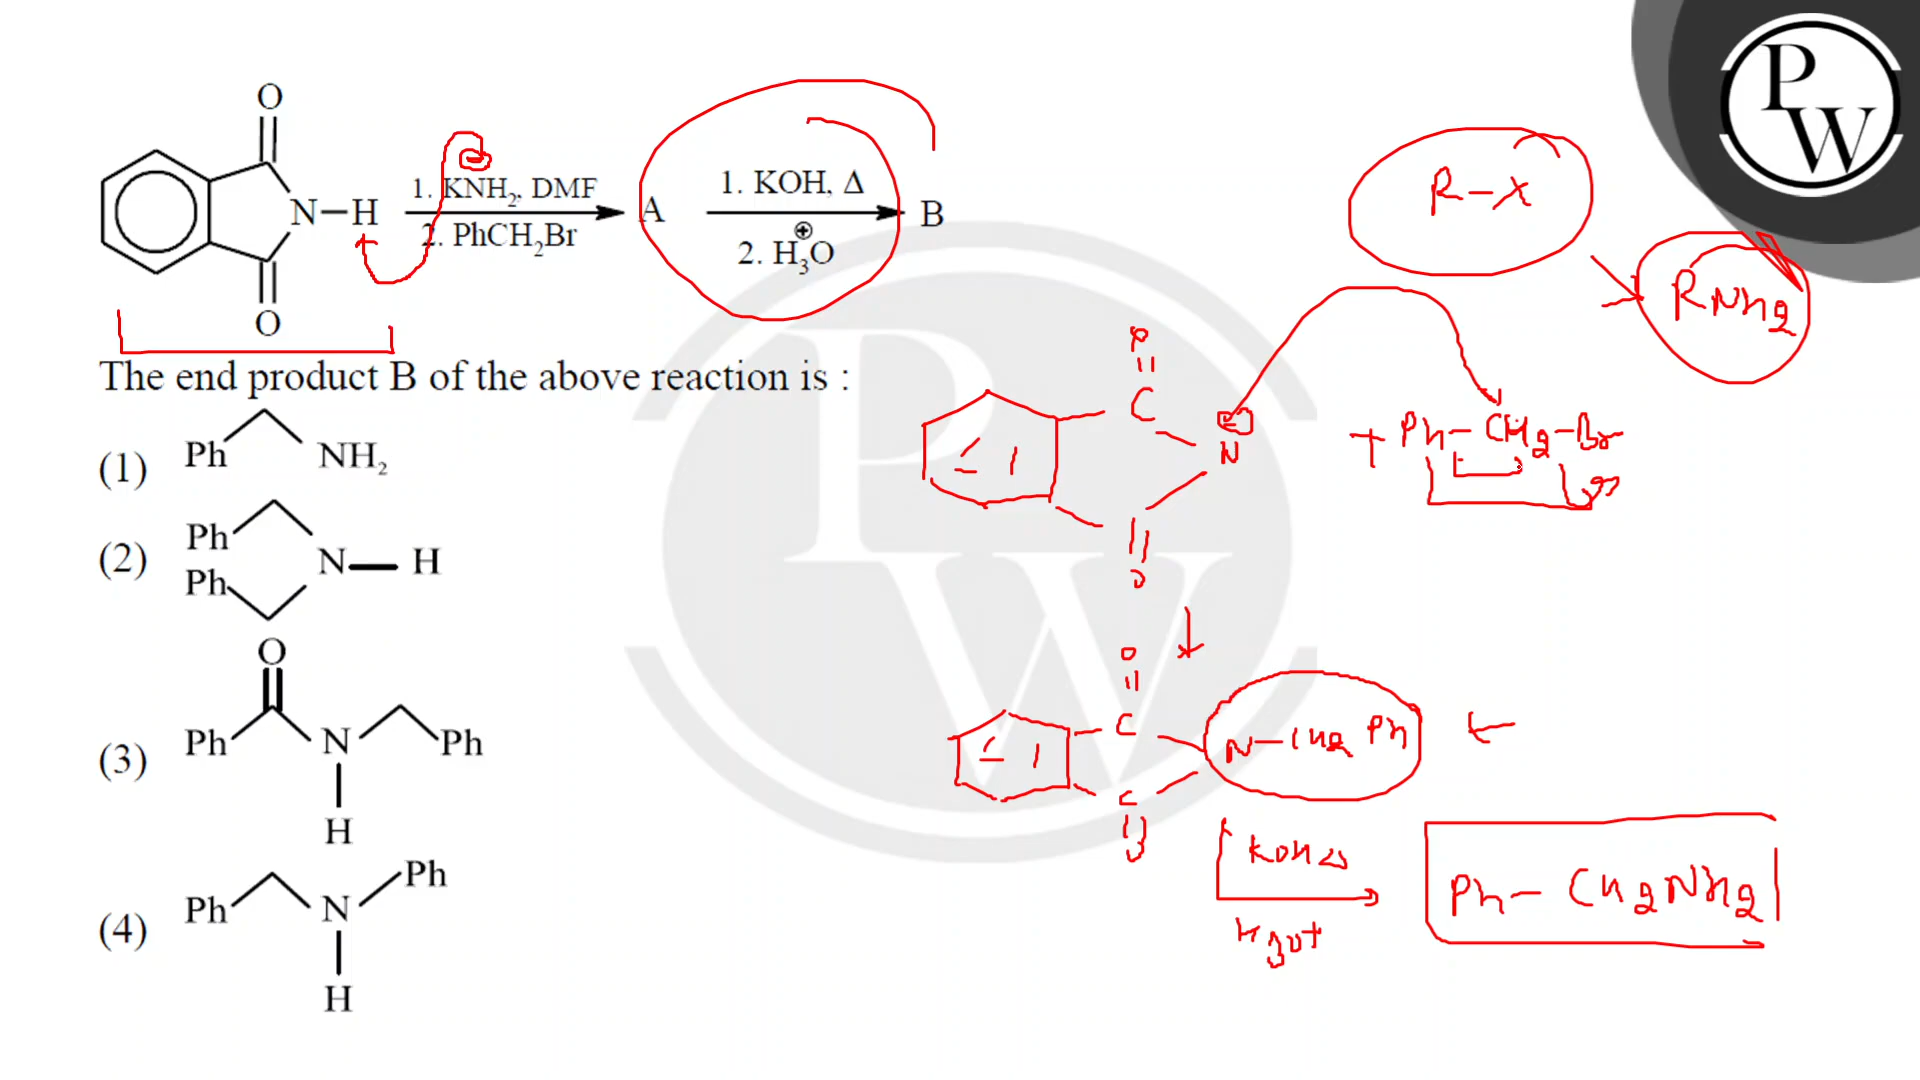 O
N–H
O
1. KNH₂, DMF
2. PhCH₂Br
A
1. KOH, Δ
2. H₃O⊕
B
The end product B of the above reaction is :
(1) Ph NH₂
(2) Ph Ph N — H
(3) O Ph N Ph H
(4) Ph N Ph H
P
W
R – X
RNH2
O
C
N
O
+ Ph – CH2 – Br
O
C
N – CH2 Ph
C
O
KOH Δ
H3O+
Ph – CH2NH2
P
W